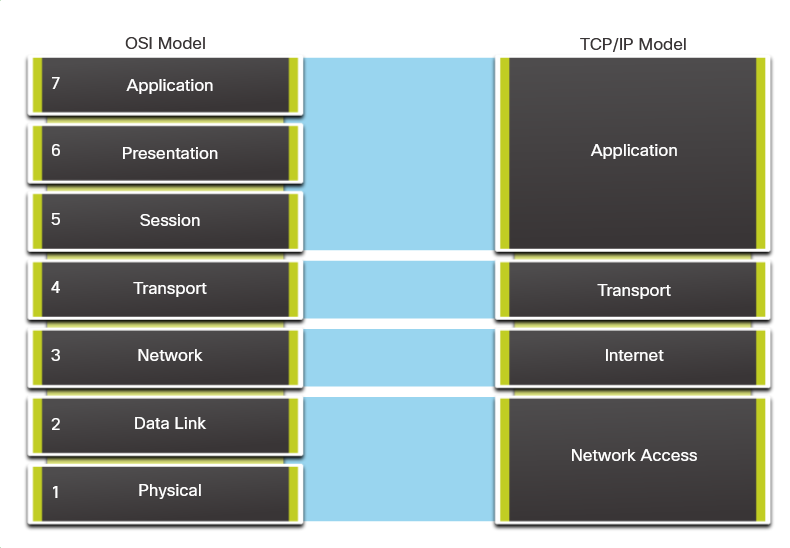 OSI Model
TCP/IP Model
7 Application
6 Presentation
5 Session
4 Transport
3 Network
2 Data Link
1 Physical
Application
Transport
Internet
Network Access